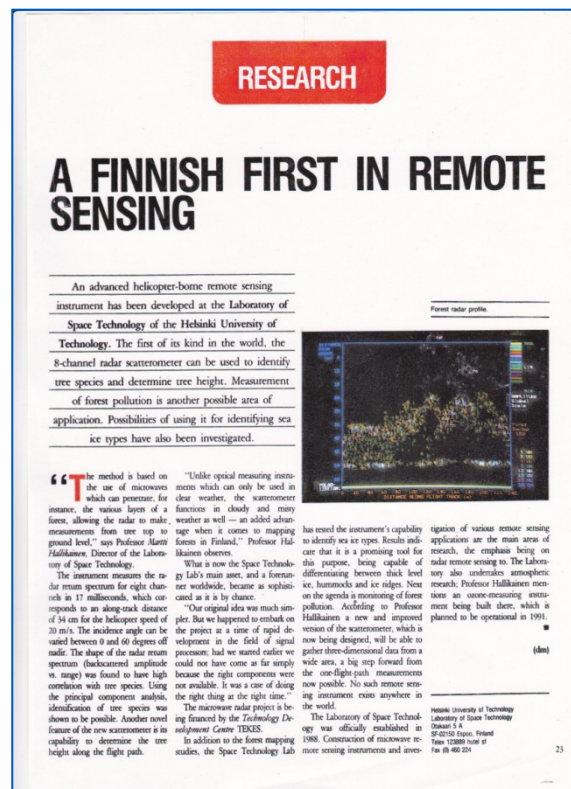 RESEARCH
A FINNISH FIRST IN REMOTE
SENSING
An advanced helicopter-borne remote sensing
instrument has been developed at the Laboratory of
Space Technology of the Helsinki University of
Technology. The first of its kind in the world, the
8-channel radar scatterometer can be used to identify
tree species and determine tree height. Measurement
of forest pollution is another possible area of
application. Possibilities of using it for identifying sea
ice types have also been investigated.
Forest radar profile.
DISTANCE ALONG FLIGHT TRACK
“The method is based on
the use of microwaves
which can penetrate, for
instance, the various layers of a
forest, allowing the radar to make
measurements from tree top to
ground level,” says Professor Martti
Hallikainen, Director of the Labora-
tory of Space Technology.
The instrument measures the ra-
dar return spectrum for eight chan-
nels in 17 milliseconds, which cor-
responds to an along-track distance
of 34 cm for the helicopter speed of
20 m/s. The incidence angle can be
varied between 0 and 60 degrees off
nadir. The shape of the radar return
spectrum (backscattered amplitude
vs. range) was found to have high
correlation with tree species. Using
the principal component analysis,
identification of tree species was
shown to be possible. Another novel
feature of the new scatterometer is its
capability to determine the tree
height along the flight path.
“Unlike optical measuring instru-
ments which can only be used in
clear weather, the scatterometer
functions in cloudy and misty
weather as well — an added advan-
tage when it comes to mapping
forests in Finland,” Professor Hal-
likainen observes.
What is now the Space Technolo-
gy Lab's main asset, and a forerun-
ner worldwide, became as sophisti-
cated as it is by chance.
“Our original idea was much sim-
pler. But we happened to embark on
the project at a time of rapid de-
velopment in the field of signal
processors; had we started earlier we
could not have come as far simply
because the right components were
not available. It was a case of doing
the right thing at the right time.”
The microwave radar project is be-
ing financed by the Technology De-
velopment Centre TEKES.
In addition to the forest mapping
studies, the Space Technology Lab
has tested the instrument's capability
to identify sea ice types. Results indi-
cate that it is a promising tool for
this purpose, being capable of
differentiating between thick level
ice, hummocks and ice ridges. Next
on the agenda is monitoring of forest
pollution. According to Professor
Hallikainen a new and improved
version of the scatterometer, which is
now being designed, will be able to
gather three-dimensional data from a
wide area, a big step forward from
the one-flight-path measurements
now possible. No such remote sens-
ing instrument exists anywhere in
the world.
The Laboratory of Space Technol-
ogy was officially established in
1988. Construction of microwave re-
mote sensing instruments and inves-
tigation of various remote sensing
applications are the main areas of
research, the emphasis being on
radar remote sensing to. The Labora-
tory also undertakes atmospheric
research; Professor Hallikainen men-
tions an ozone-measuring instru-
ment being built there, which is
planned to be operational in 1991.
(dm)
Helsinki University of Technology
Laboratory of Space Technology
Otakaari 5 A
SF-02150 Espoo, Finland
Telex 123689 hutel sf
Fax (0) 460 224
23